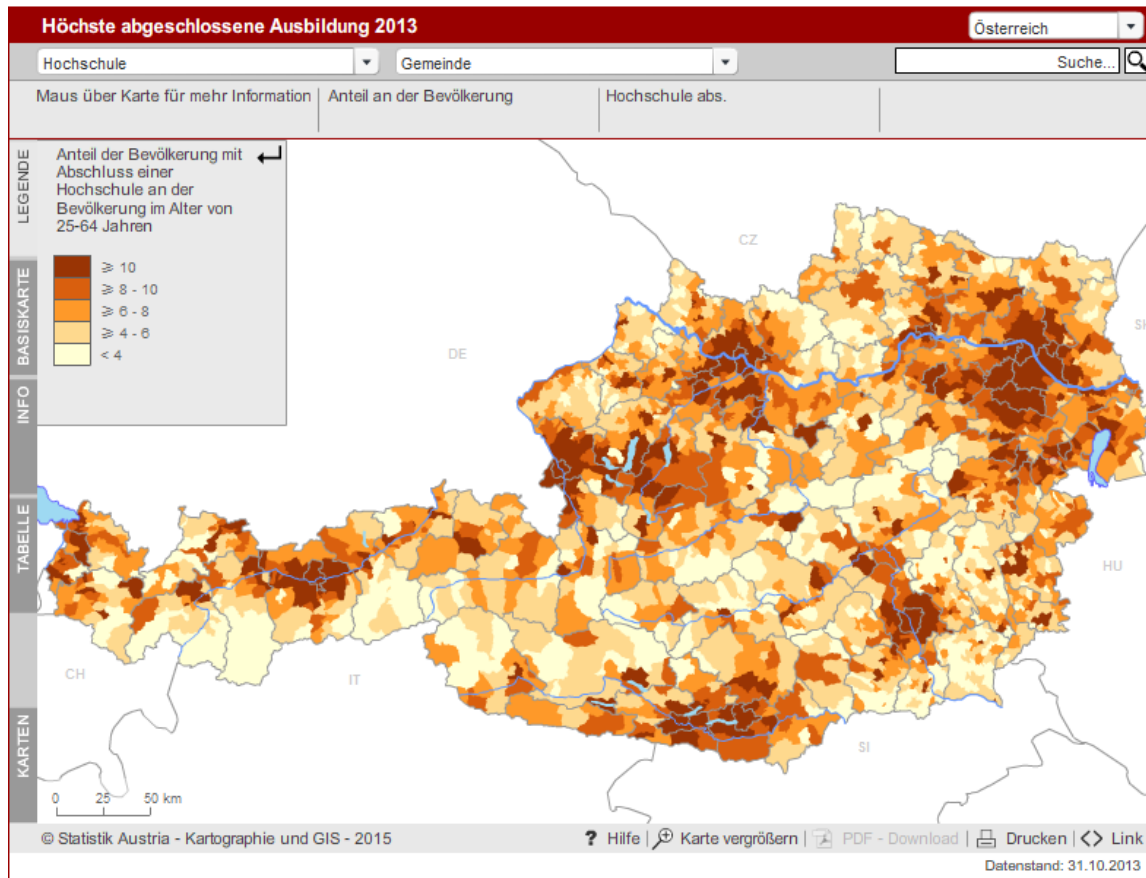 Höchste abgeschlossene Ausbildung 2013
Österreich
Hochschule
Gemeinde
Suche...
Maus über Karte für mehr Information
Anteil an der Bevölkerung
Hochschule abs.
LEGENDE
BASISKARTE
INFO
TABELLE
KARTEN
Anteil der Bevölkerung mit
Abschluss einer
Hochschule an der
Bevölkerung im Alter von
25-64 Jahren
≥ 10
≥ 8 - 10
≥ 6 - 8
≥ 4 - 6
< 4
CZ
DE
HU
CH
IT
SI
0 25 50 km
© Statistik Austria - Kartographie und GIS - 2015
? Hilfe | Karte vergrößern | PDF - Download | Drucken | <> Link
Datenstand: 31.10.2013